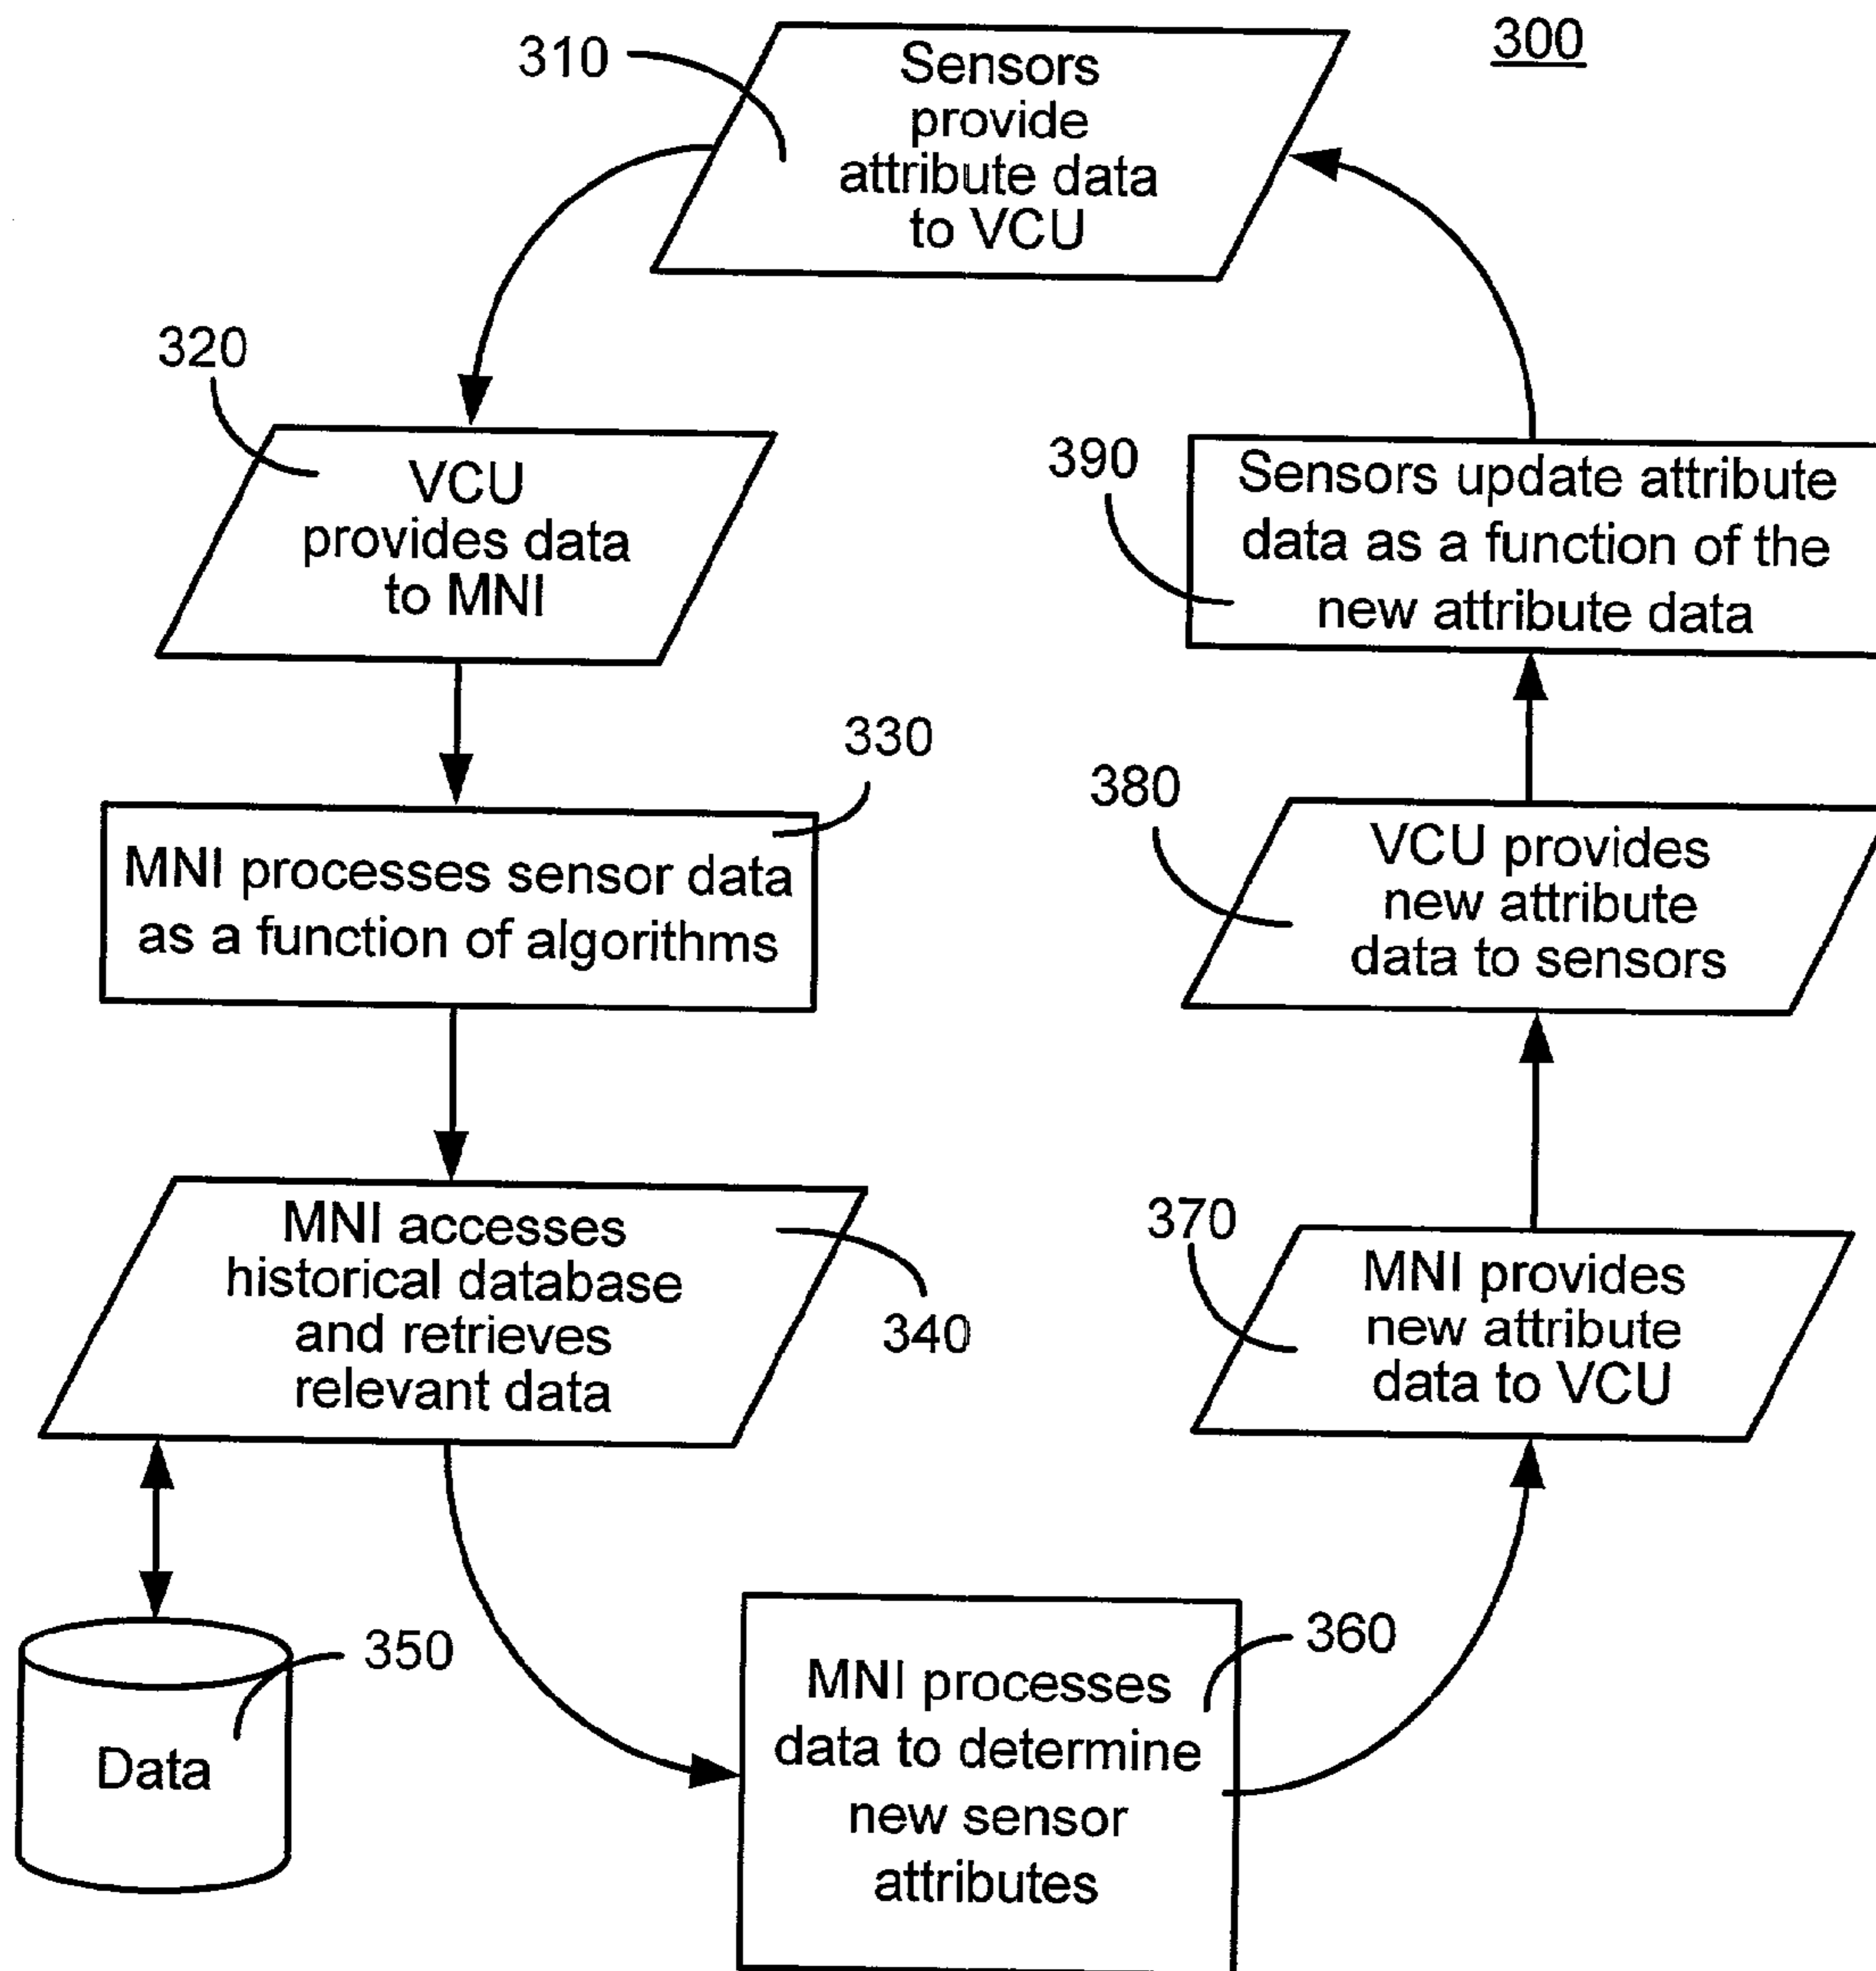 300
310
Sensors
provide
attribute data
to VCU
320
VCU
provides data
to MNI
330
MNI processes sensor data
as a function of algorithms
340
MNI accesses
historical database
and retrieves
relevant data
350
Data
360
MNI processes
data to determine
new sensor
attributes
370
MNI provides
new attribute
data to VCU
380
VCU provides
new attribute
data to sensors
390
Sensors update attribute
data as a function of the
new attribute data